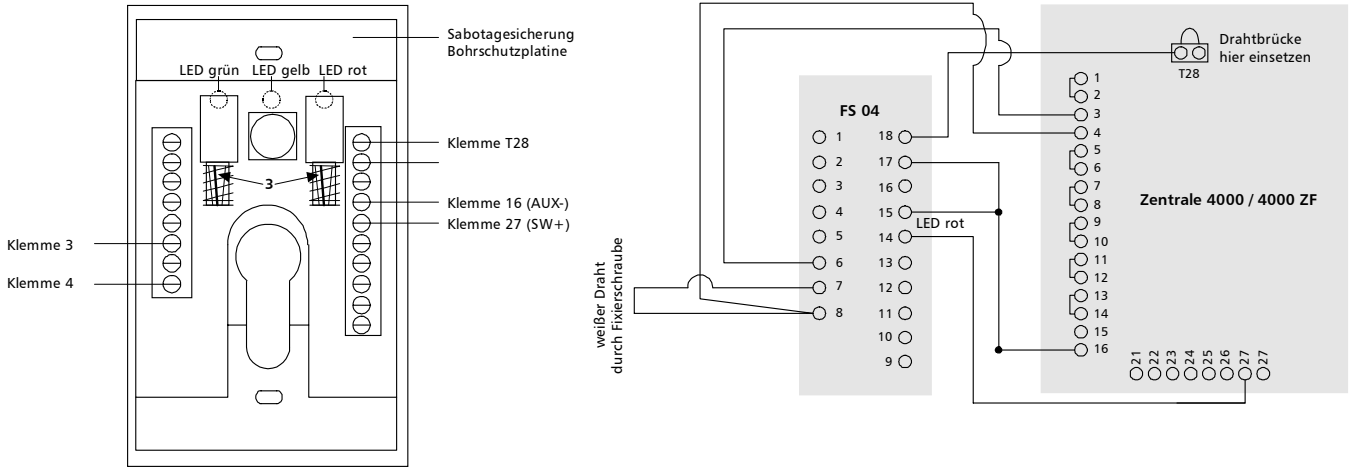 Sabotagesicherung
Bohrschutzplatine
LED grün
LED gelb
LED rot
Klemme T28
3
Klemme 16 (AUX-)
Klemme 27 (SW+)
Klemme 3
Klemme 4
weißer Draht
durch Fixierschraube
FS 04
1
2
3
4
5
6
7
8
18
17
16
15
14
13
12
11
10
9
LED rot
Drahtbrücke
hier einsetzen
T28
1
2
3
4
5
6
7
8
9
10
11
12
13
14
15
16
Zentrale 4000 / 4000 ZF
21
22
23
24
25
26
27
27